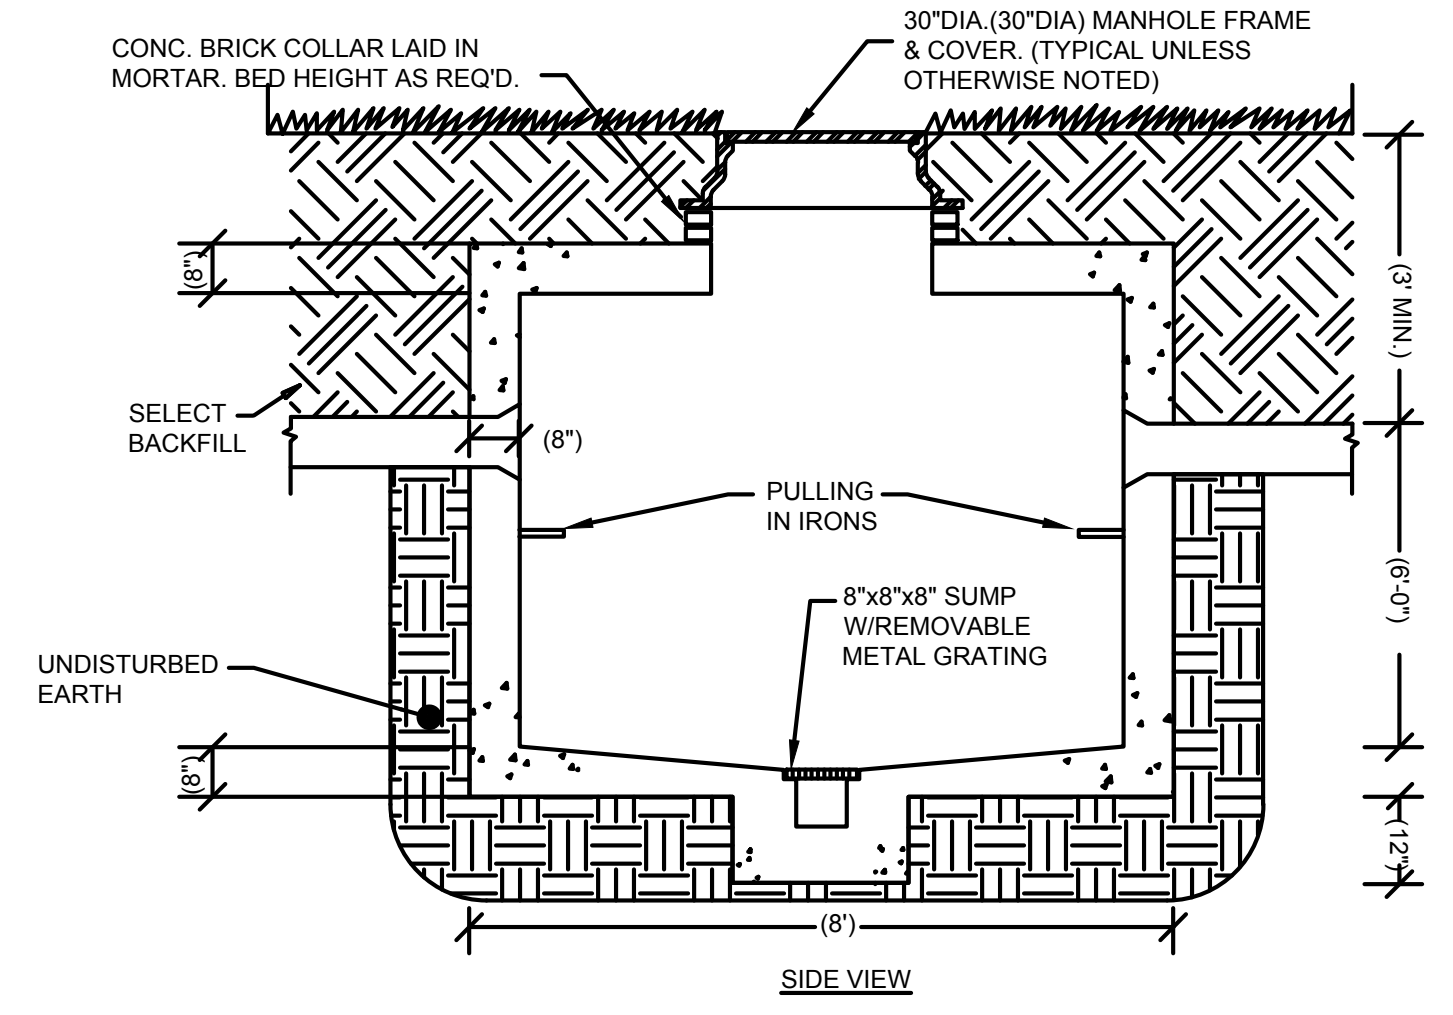 CONC. BRICK COLLAR LAID IN
MORTAR. BED HEIGHT AS REQ'D.
30"DIA.(30"DIA) MANHOLE FRAME
& COVER. (TYPICAL UNLESS
OTHERWISE NOTED)
(8")
(3' MIN.)
SELECT
BACKFILL
(8")
PULLING
IN IRONS
(6'-0")
8"x8"x8" SUMP
W/REMOVABLE
METAL GRATING
UNDISTURBED
EARTH
(8")
(12")
(8')
SIDE VIEW